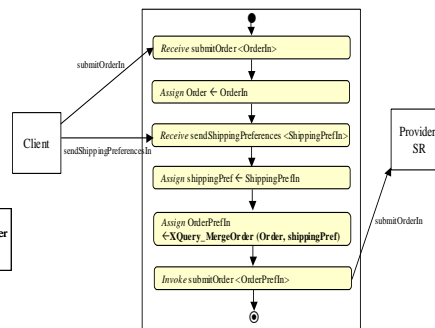 Receive submitOrder <OrderIn>
submitOrderIn
Assign Order ← OrderIn
Client
Receive sendShippingPreferences <ShippingPrefIn>
sendShippingPreferencesIn
Provider
SR
Assign shippingPref ← ShippingPrefIn
Assign OrderPrefIn
←XQuery_MergeOrder (Order, shippingPref)
submitOrderIn
er
Invoke submitOrder <OrderPrefIn>